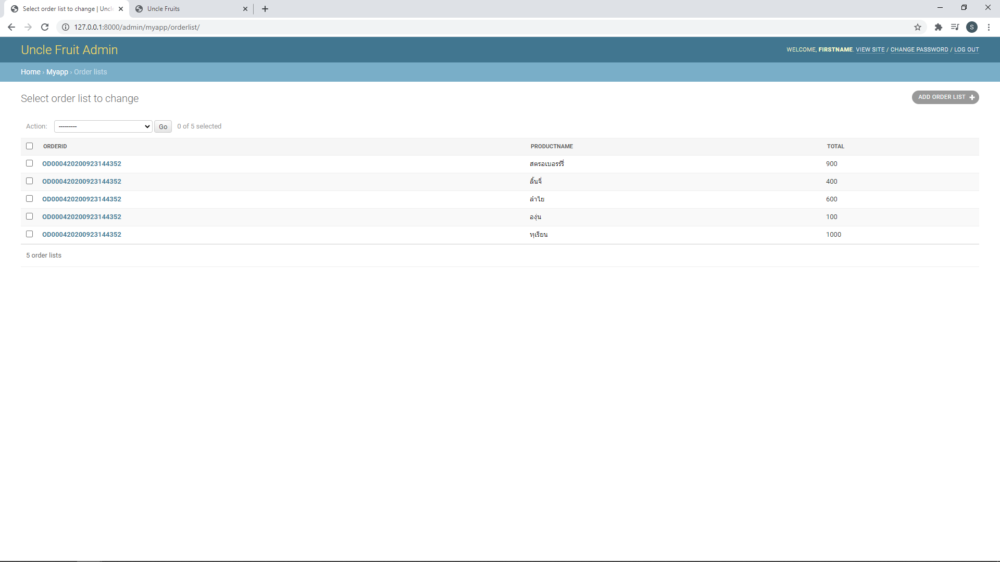 Select order list to change | Uncle
Uncle Fruits
127.0.0.1:8000/admin/myapp/orderlist/
S
Uncle Fruit Admin
WELCOME, FIRSTNAME. VIEW SITE / CHANGE PASSWORD / LOG OUT
Home › Myapp › Order lists
Select order list to change
ADD ORDER LIST +
Action: --------- Go 0 of 5 selected
ORDERID PRODUCTNAME TOTAL
OD000420200923144352 สตรอเบอรรี่ 900
OD000420200923144352 ลิ้นจี่ 400
OD000420200923144352 ลำไย 600
OD000420200923144352 องุ่น 100
OD000420200923144352 ทุเรียน 1000
5 order lists